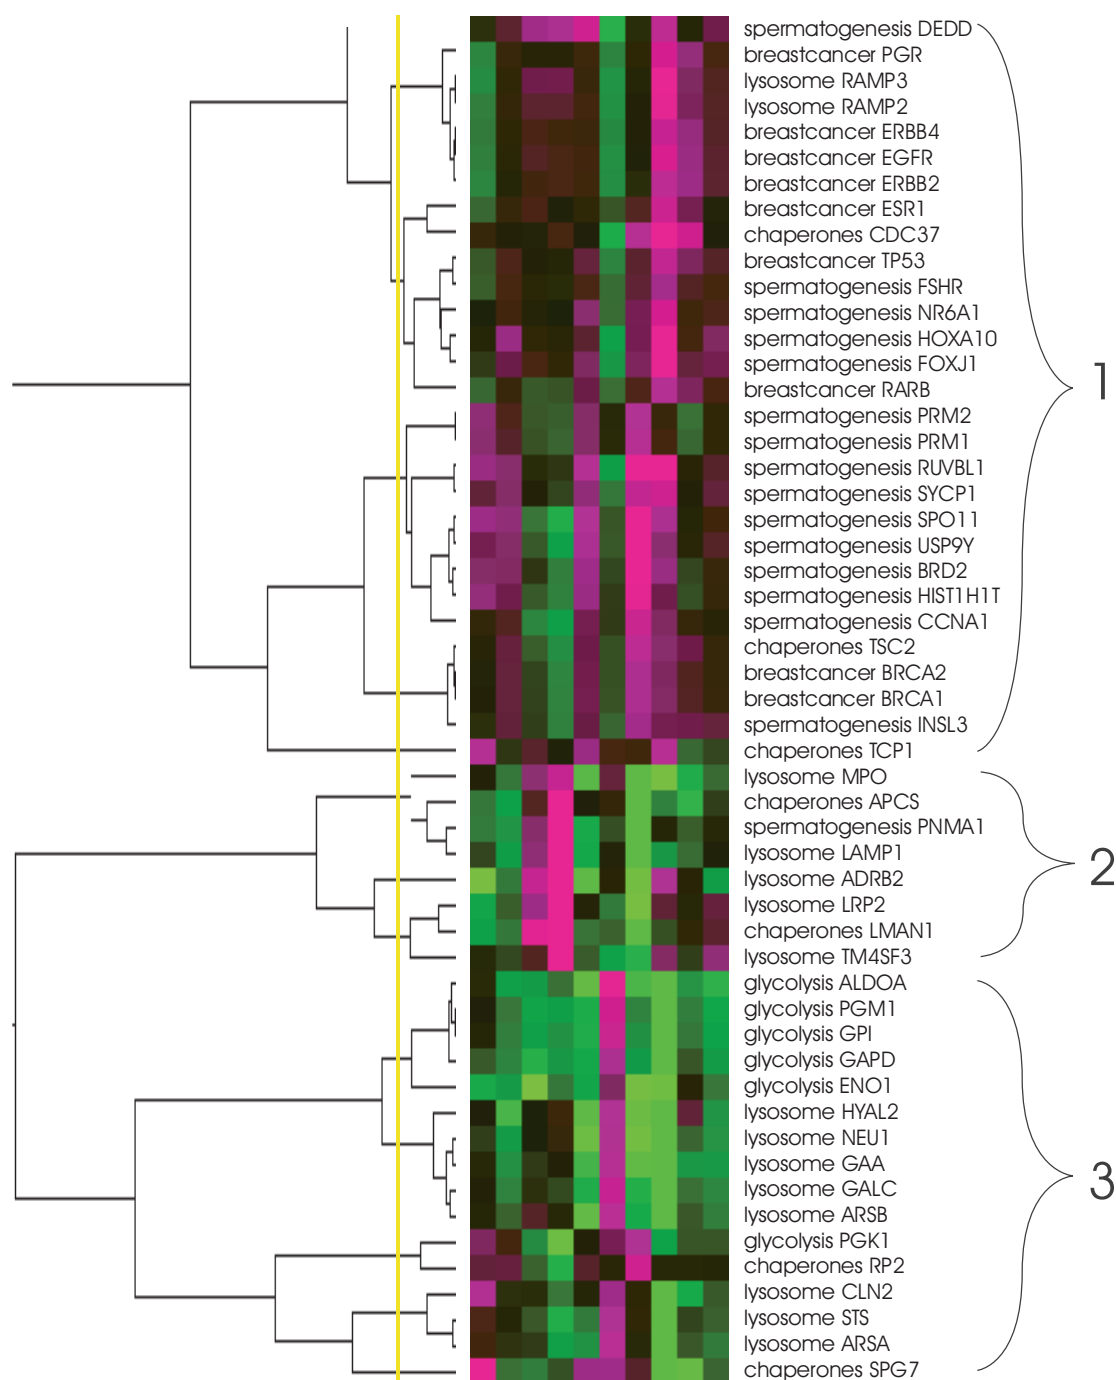 spermatogenesis DEDD
breastcancer PGR
lysosome RAMP3
lysosome RAMP2
breastcancer ERBB4
breastcancer EGFR
breastcancer ERBB2
breastcancer ESR1
chaperones CDC37
breastcancer TP53
spermatogenesis FSHR
spermatogenesis NR6A1
spermatogenesis HOXA10
spermatogenesis FOXJ1
breastcancer RARB
1
spermatogenesis PRM2
spermatogenesis PRM1
spermatogenesis RUVBL1
spermatogenesis SYCP1
spermatogenesis SPO11
spermatogenesis USP9Y
spermatogenesis BRD2
spermatogenesis HIST1H1T
spermatogenesis CCNA1
chaperones TSC2
breastcancer BRCA2
breastcancer BRCA1
spermatogenesis INSL3
chaperones TCP1
lysosome MPO
chaperones APCS
spermatogenesis PNMA1
lysosome LAMP1
2
lysosome ADRB2
lysosome LRP2
chaperones LMAN1
lysosome TM4SF3
glycolysis ALDOA
glycolysis PGM1
glycolysis GPI
glycolysis GAPD
glycolysis ENO1
lysosome HYAL2
lysosome NEU1
lysosome GAA
3
lysosome GALC
lysosome ARSB
glycolysis PGK1
chaperones RP2
lysosome CLN2
lysosome STS
lysosome ARSA
chaperones SPG7